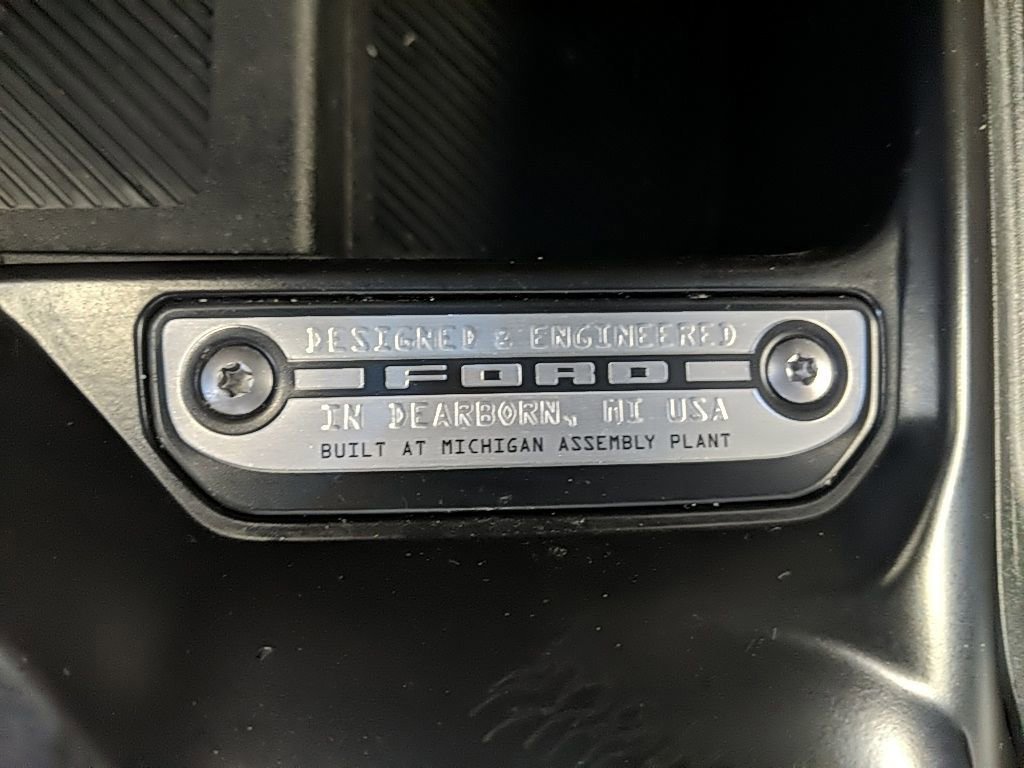 DESIGNED & ENGINEERED
FORD
IN DEARBORN, MI USA
BUILT AT MICHIGAN ASSEMBLY PLANT